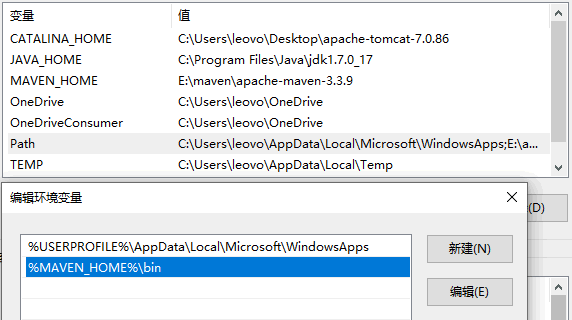 变量 值
CATALINA_HOME C:\Users\leovo\Desktop\apache-tomcat-7.0.86
JAVA_HOME C:\Program Files\Java\jdk1.7.0_17
MAVEN_HOME E:\maven\apache-maven-3.3.9
OneDrive C:\Users\leovo\OneDrive
OneDriveConsumer C:\Users\leovo\OneDrive
Path C:\Users\leovo\AppData\Local\Microsoft\WindowsApps;E:\a...
TEMP C:\Users\leovo\AppData\Local\Temp
编辑环境变量
(D)
%USERPROFILE%\AppData\Local\Microsoft\WindowsApps
新建(N)
%MAVEN_HOME%\bin
编辑(E)